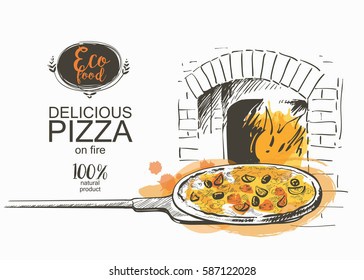 Eco
food
DELICIOUS
PIZZA
on fire
100%
natural
product
shutterstock.com · 587122028